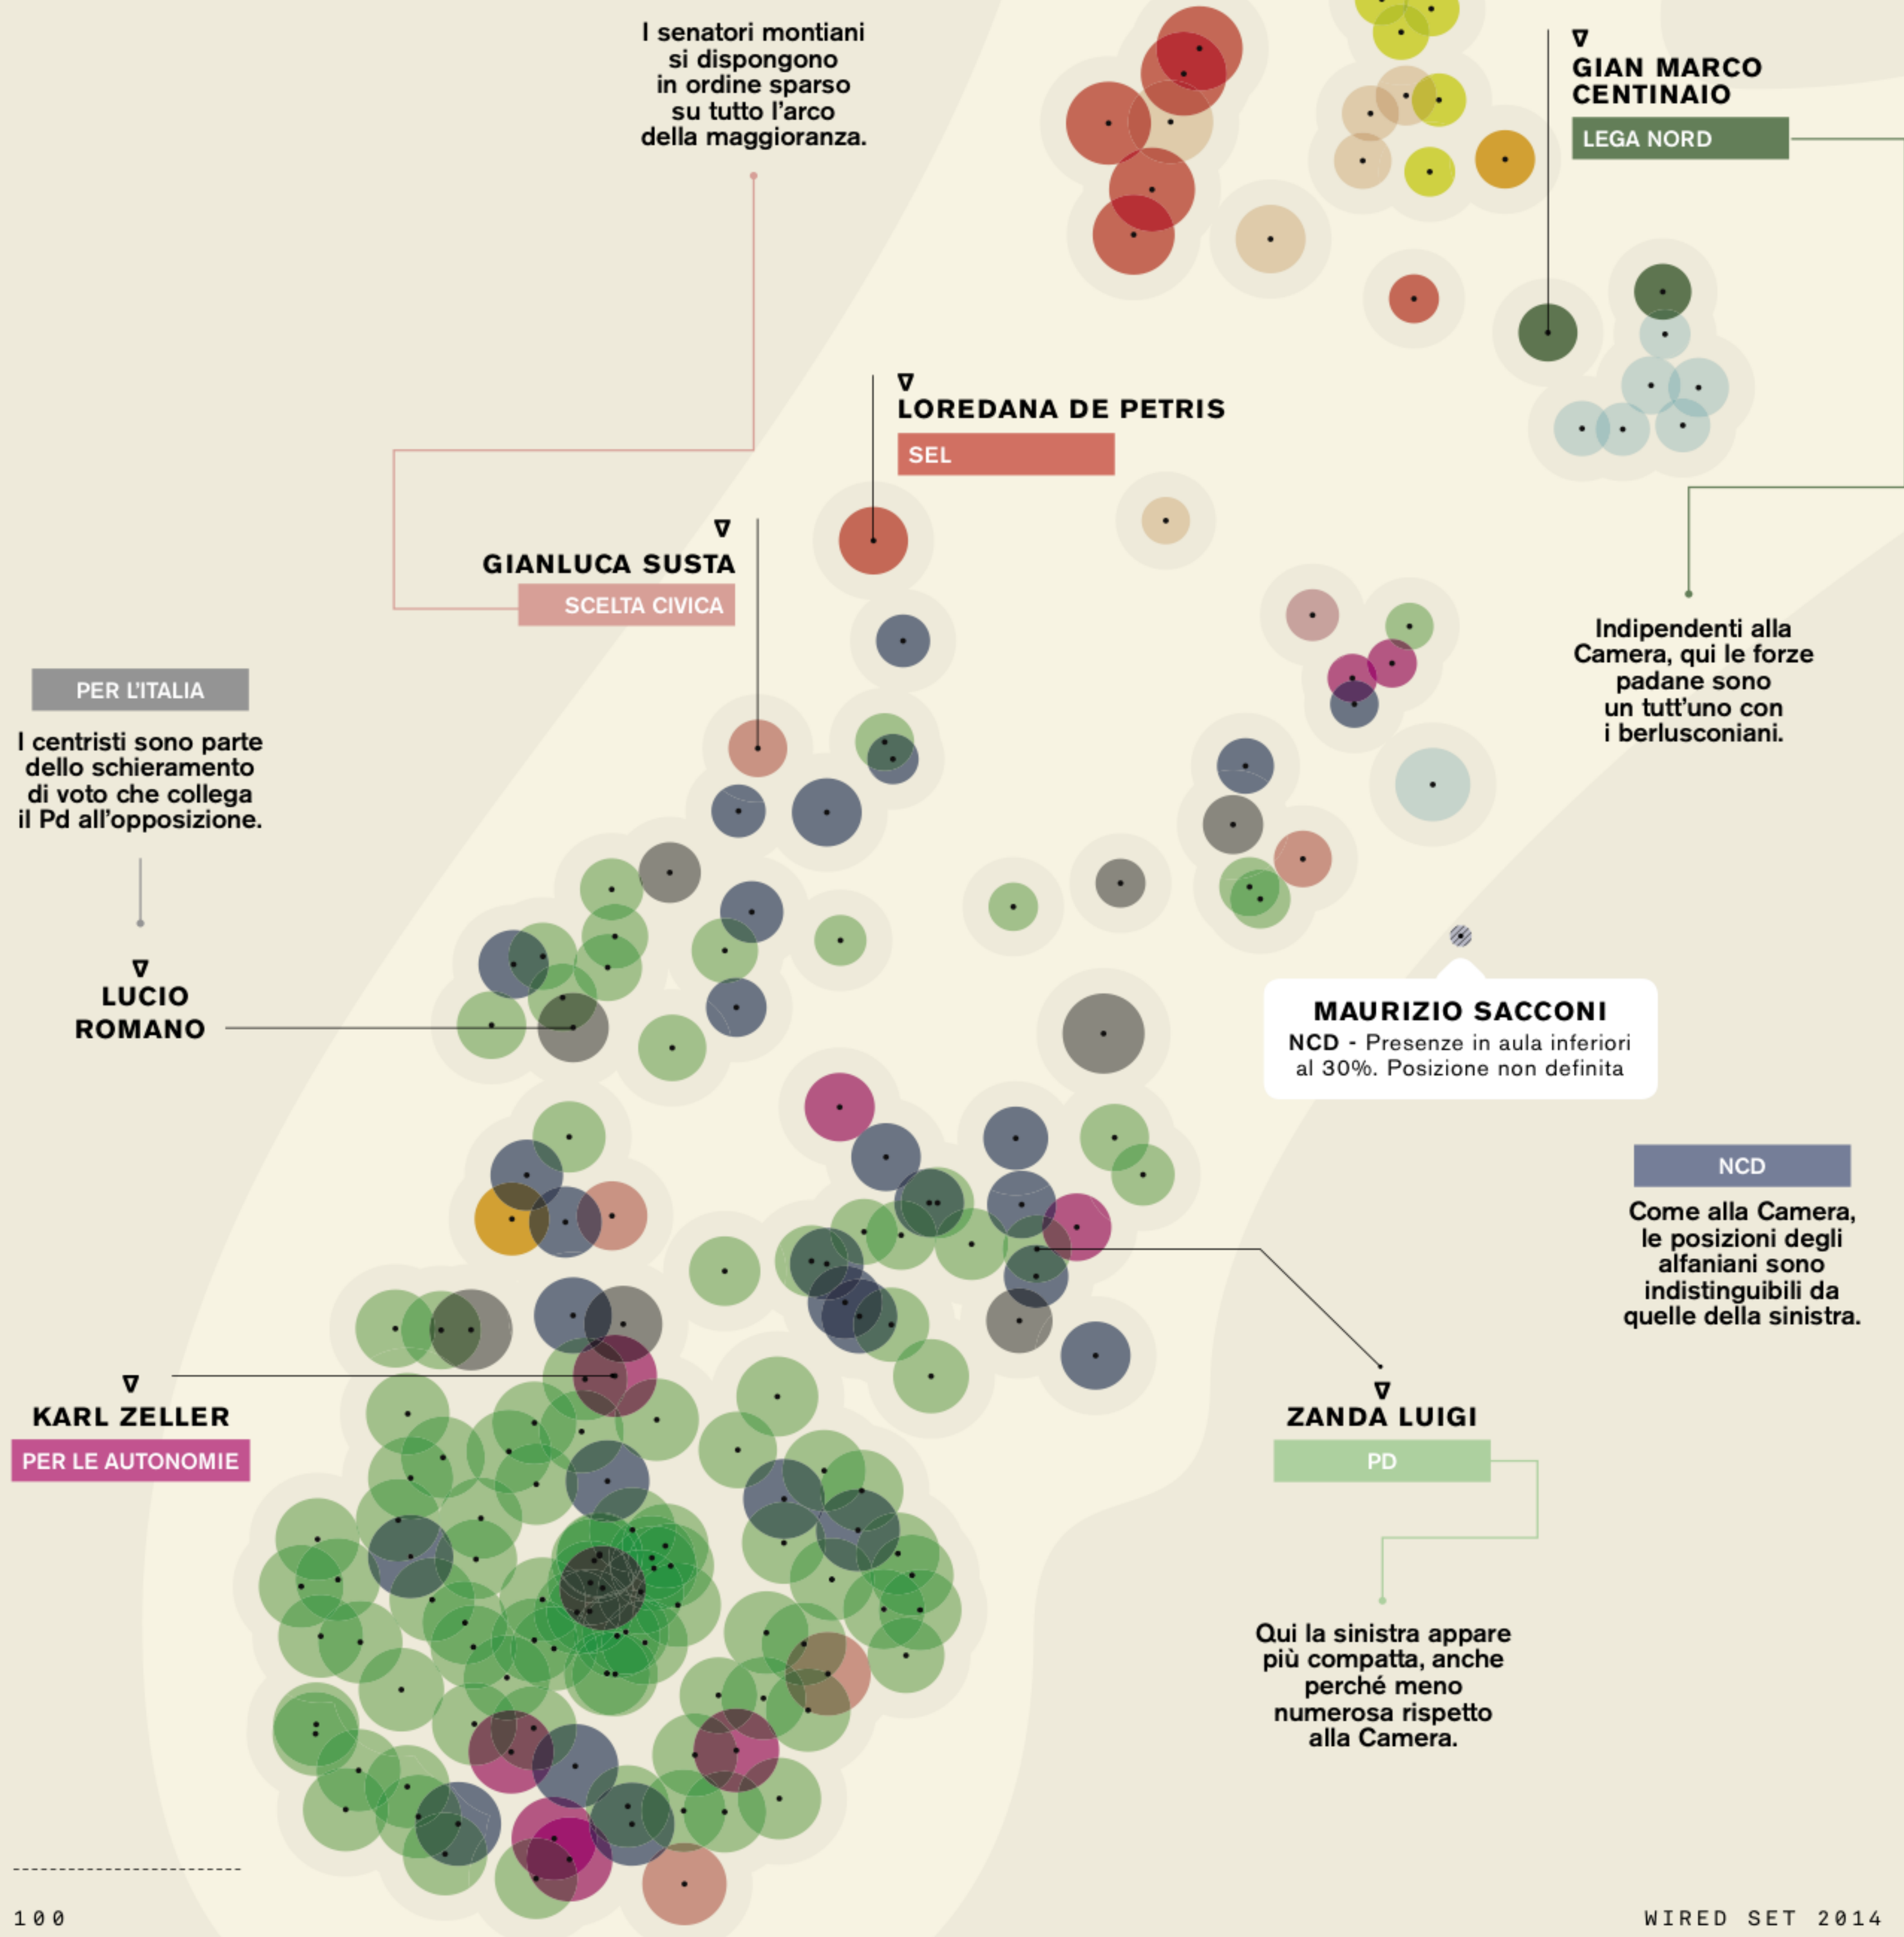 I senatori montiani
si dispongono
in ordine sparso
su tutto l'arco
della maggioranza.
GIAN MARCO
CENTINAIO
LEGA NORD
LOREDANA DE PETRIS
SEL
GIANLUCA SUSTA
SCELTA CIVICA
Indipendenti alla
Camera, qui le forze
padane sono
un tutt'uno con
i berlusconiani.
PER L'ITALIA
I centristi sono parte
dello schieramento
di voto che collega
il Pd all'opposizione.
LUCIO
ROMANO
MAURIZIO SACCONI
NCD - Presenze in aula inferiori
al 30%. Posizione non definita
NCD
Come alla Camera,
le posizioni degli
alfaniani sono
indistinguibili da
quelle della sinistra.
KARL ZELLER
PER LE AUTONOMIE
ZANDA LUIGI
PD
Qui la sinistra appare
più compatta, anche
perché meno
numerosa rispetto
alla Camera.
100
WIRED SET 2014